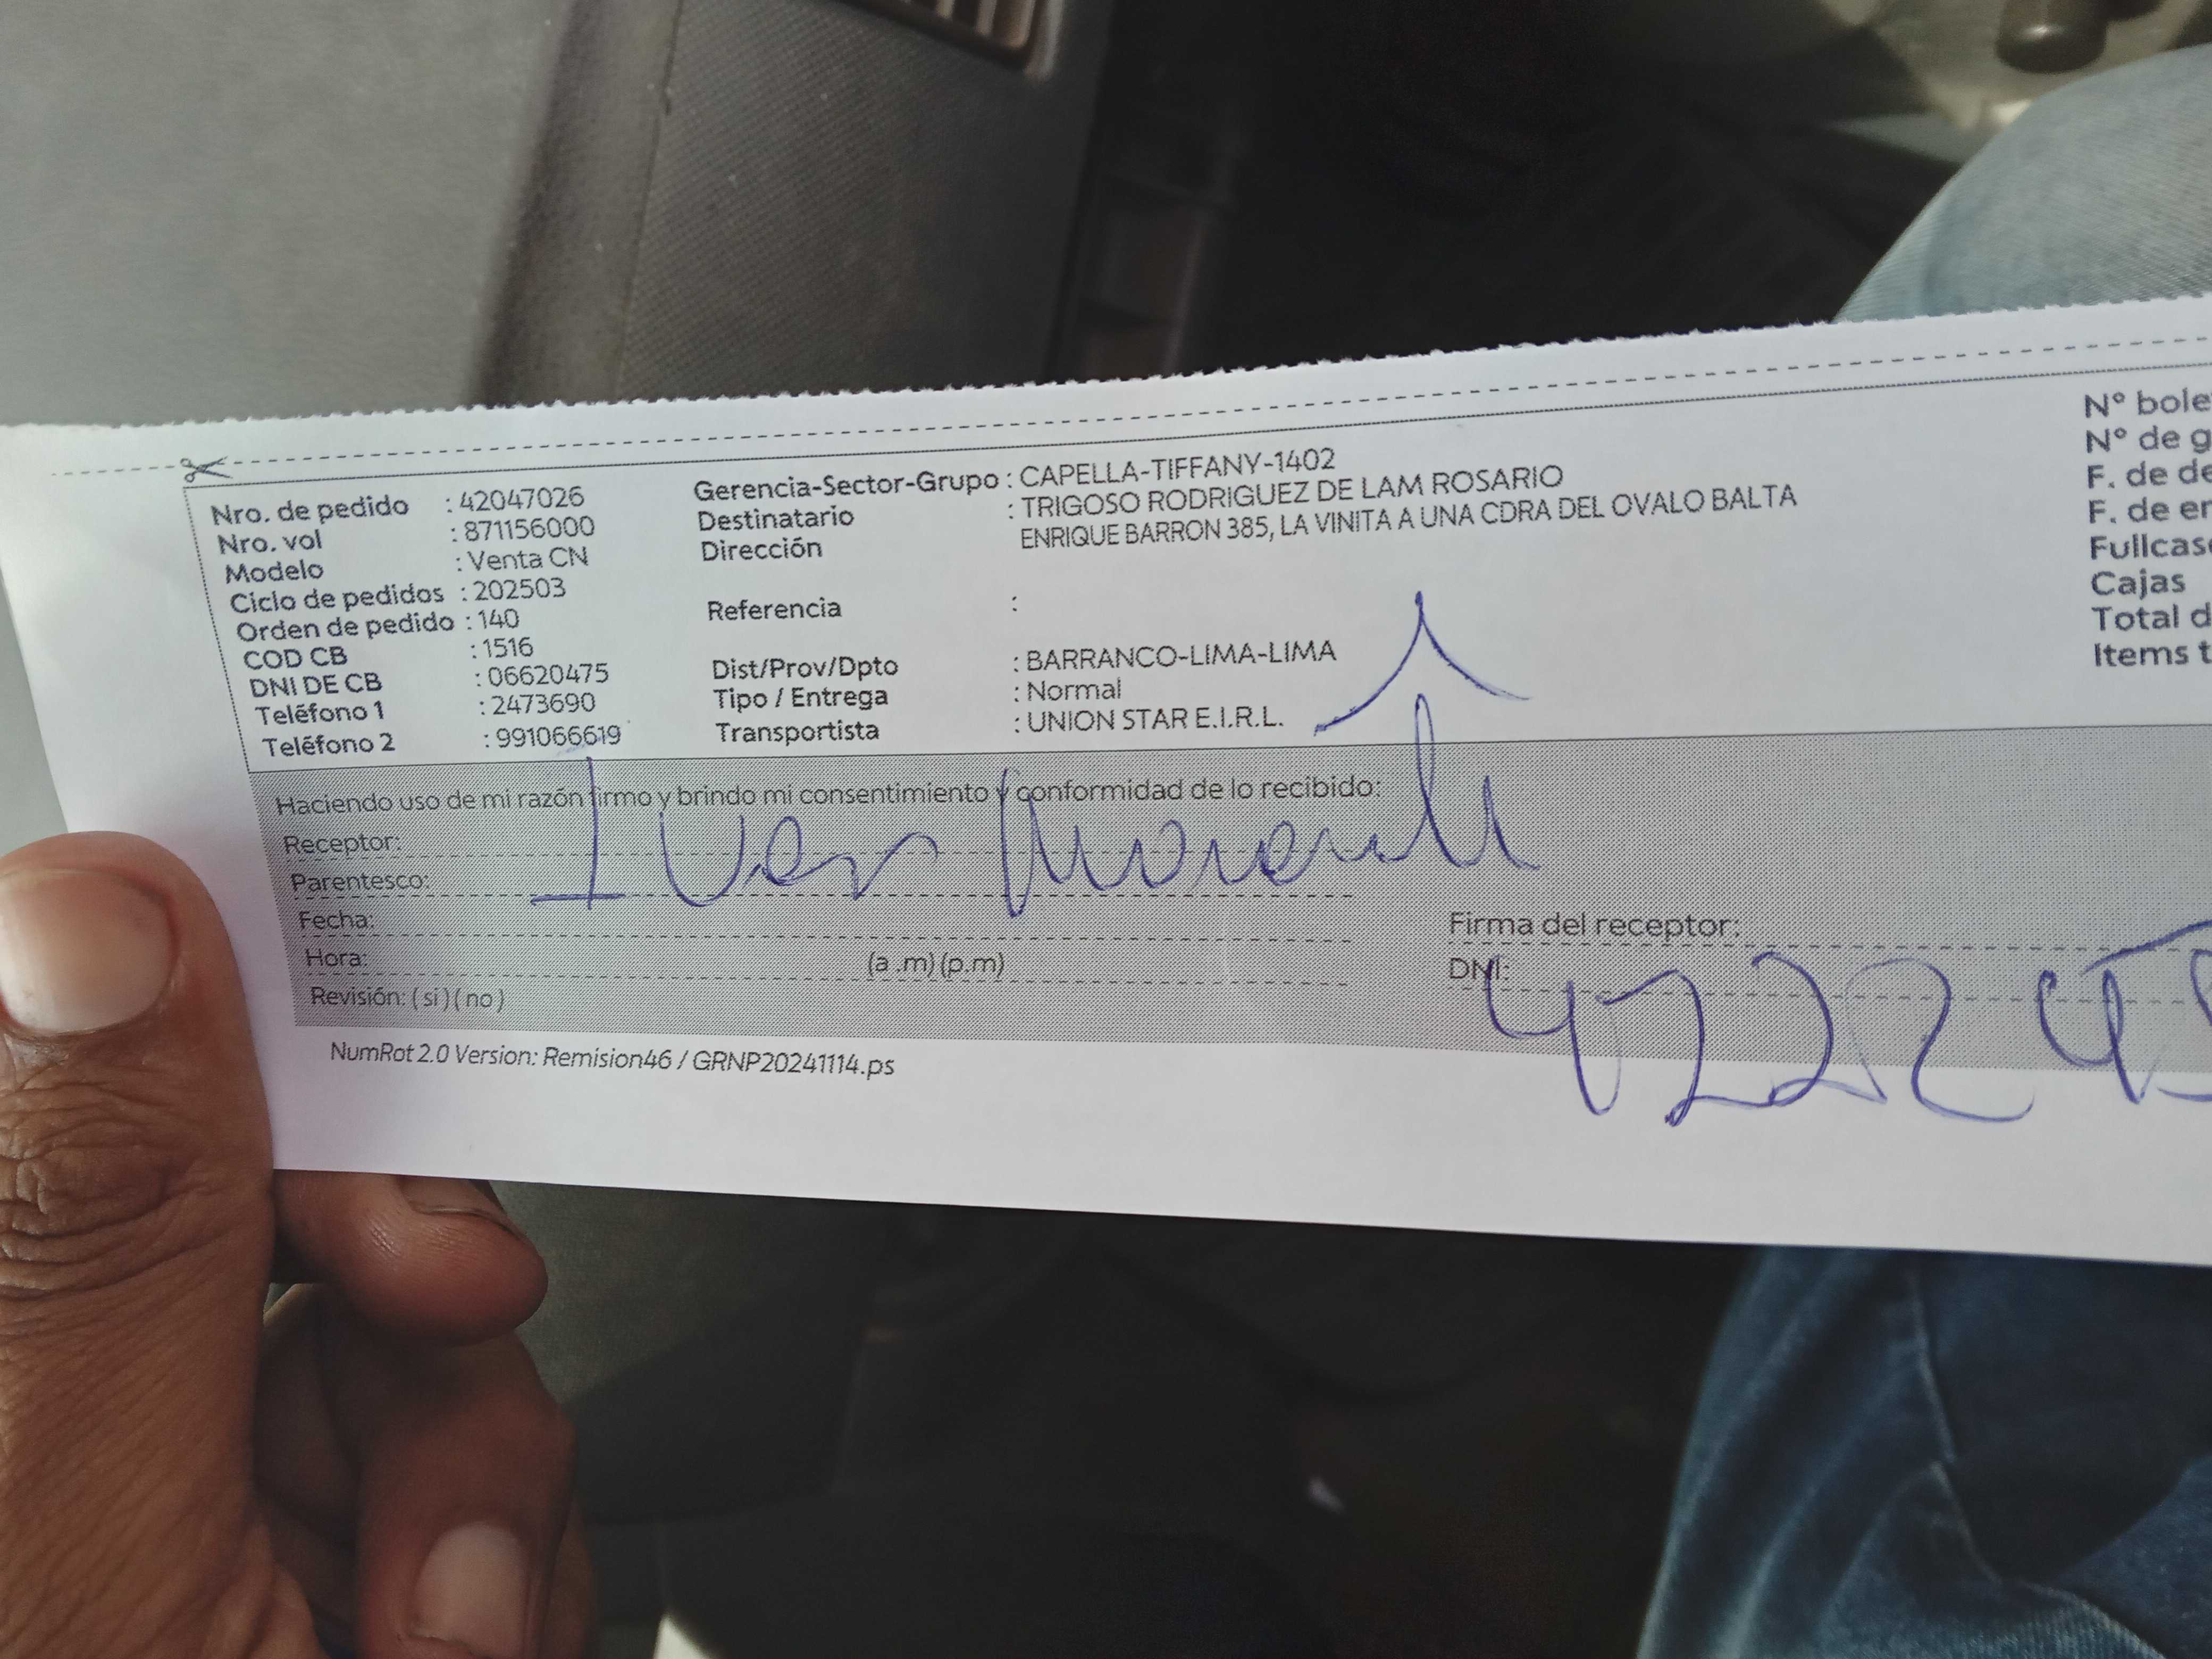 Nro. de pedido : 42047026
Nro. vol : 871156000
Modelo : Venta CN
Ciclo de pedidos : 202503
Orden de pedido : 140
COD CB : 1516
DNI DE CB : 06620475
Teléfono 1 : 2473690
Teléfono 2 : 991066619
Gerencia-Sector-Grupo : CAPELLA-TIFFANY-1402
Destinatario : TRIGOSO RODRIGUEZ DE LAM ROSARIO
Dirección ENRIQUE BARRON 385, LA VINITA A UNA CDRA DEL OVALO BALTA
Referencia :
Dist/Prov/Dpto : BARRANCO-LIMA-LIMA
Tipo / Entrega : Normal
Transportista : UNION STAR E.I.R.L.
N° bole
N° de g
F. de de
F. de en
Fullcas
Cajas
Total d
Items t
Haciendo uso de mi razón firmo y brindo mi consentimiento y conformidad de lo recibido:
Receptor: Ivan
Parentesco:
Fecha:
Hora: (a .m) (p.m)
Revisión: ( si ) ( no )
Firma del receptor:
DNI: 42224
NumRot 2.0 Version: Remision46 / GRNP20241114.ps